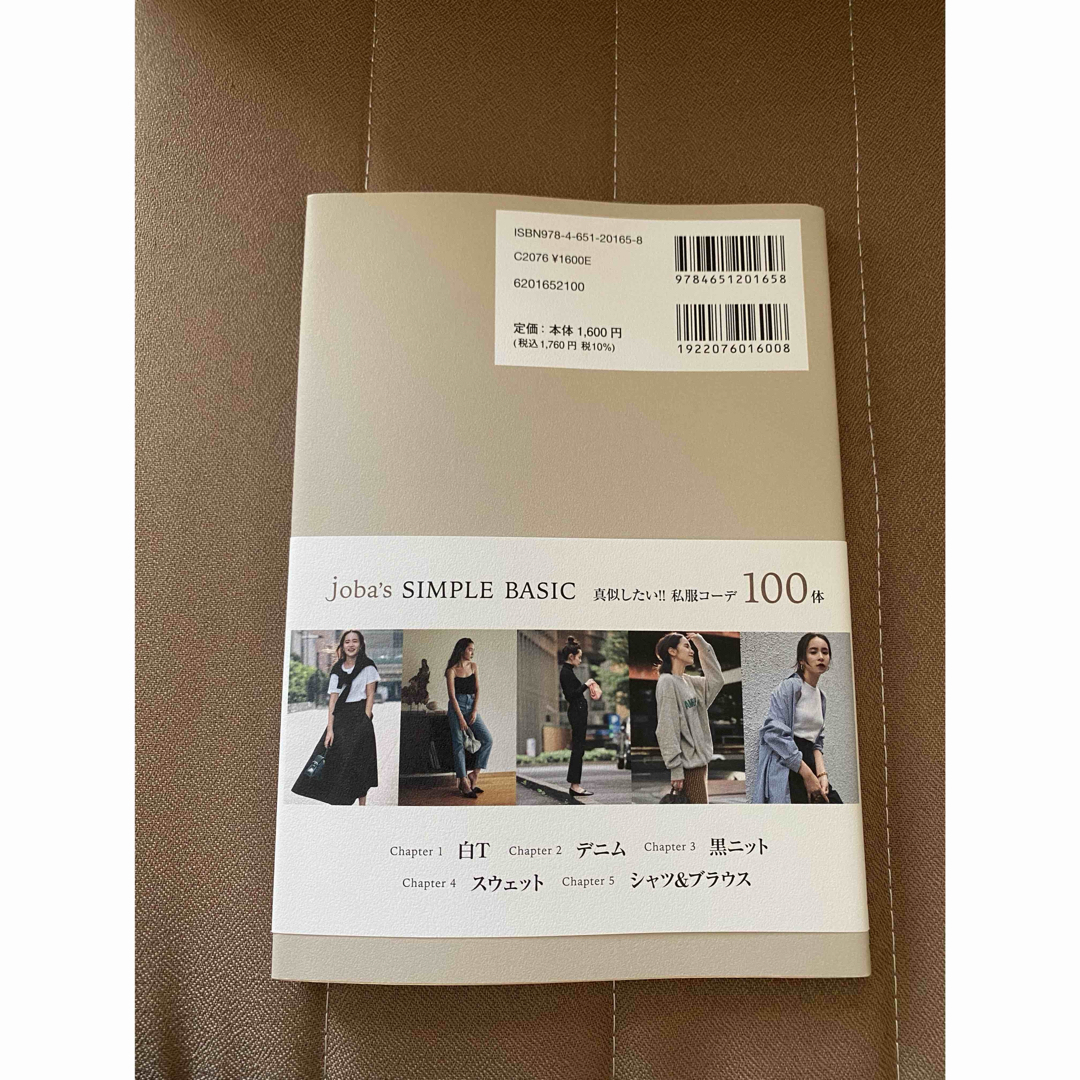 ISBN978-4-651-20165-8
C2076 ¥1600E
6201652100
定価：本体 1,600 円
(税込 1,760 円 税10%)
9784651201658
1922076016008
joba's SIMPLE BASIC 真似したい!! 私服コーデ 100 体
Chapter 1 白T Chapter 2 デニム Chapter 3 黒ニット
Chapter 4 スウェット Chapter 5 シャツ&ブラウス